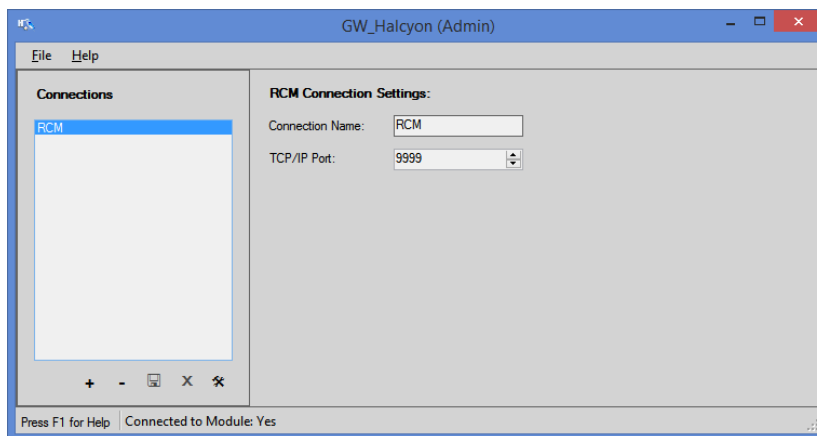 GW_Halcyon (Admin)
File Help
Connections
RCM
RCM Connection Settings:
Connection Name: RCM
TCP/IP Port: 9999
+ - X
Press F1 for Help Connected to Module: Yes